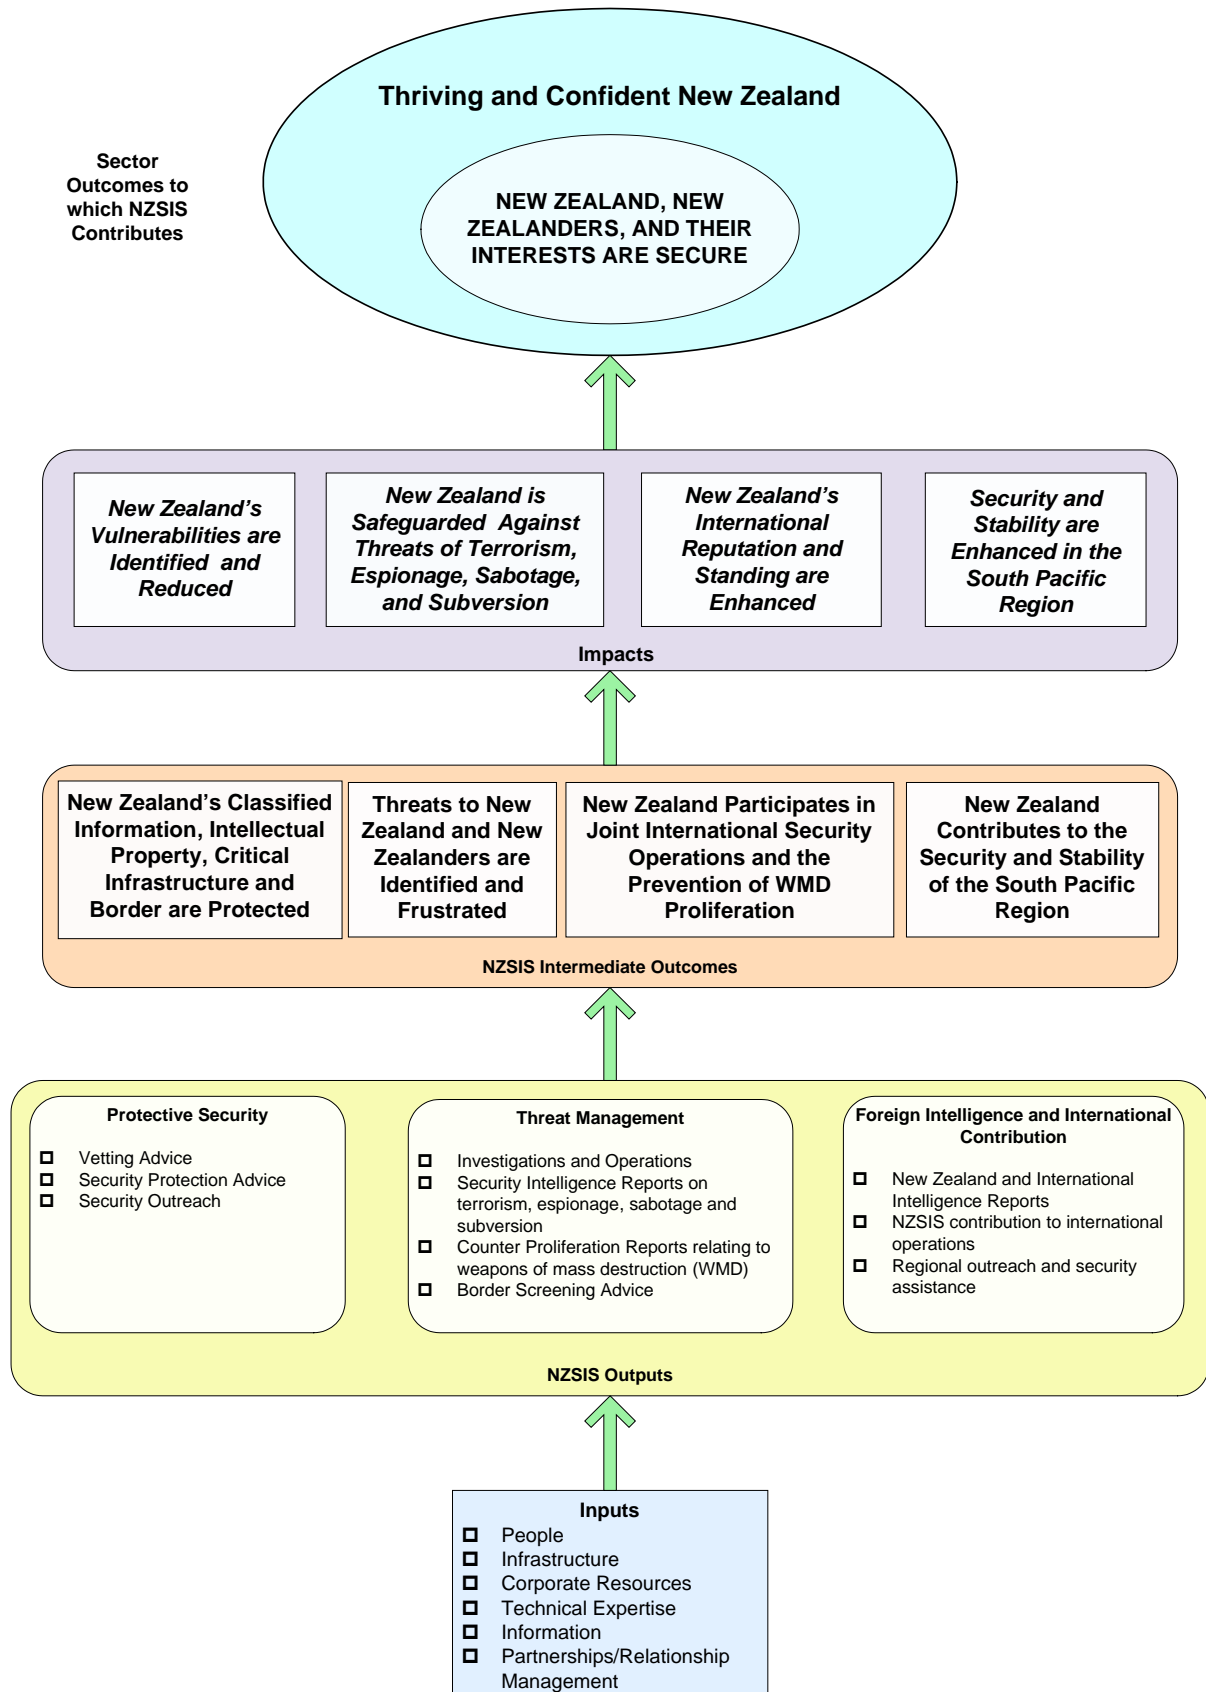 Thriving and Confident New Zealand
Sector
Outcomes to
which NZSIS
Contributes
NEW ZEALAND, NEW
ZEALANDERS, AND THEIR
INTERESTS ARE SECURE
New Zealand’s
Vulnerabilities are
Identified and
Reduced
New Zealand is
Safeguarded Against
Threats of Terrorism,
Espionage, Sabotage,
and Subversion
New Zealand’s
International
Reputation and
Standing are
Enhanced
Security and
Stability are
Enhanced in the
South Pacific
Region
Impacts
New Zealand’s Classified
Information, Intellectual
Property, Critical
Infrastructure and
Border are Protected
Threats to New
Zealand and New
Zealanders are
Identified and
Frustrated
New Zealand Participates in
Joint International Security
Operations and the
Prevention of WMD
Proliferation
New Zealand
Contributes to the
Security and Stability
of the South Pacific
Region
NZSIS Intermediate Outcomes
Protective Security
Vetting Advice
Security Protection Advice
Security Outreach
Threat Management
Investigations and Operations
Security Intelligence Reports on
terrorism, espionage, sabotage and
subversion
Counter Proliferation Reports relating to
weapons of mass destruction (WMD)
Border Screening Advice
Foreign Intelligence and International
Contribution
New Zealand and International
Intelligence Reports
NZSIS contribution to international
operations
Regional outreach and security
assistance
NZSIS Outputs
Inputs
People
Infrastructure
Corporate Resources
Technical Expertise
Information
Partnerships/Relationship
Management